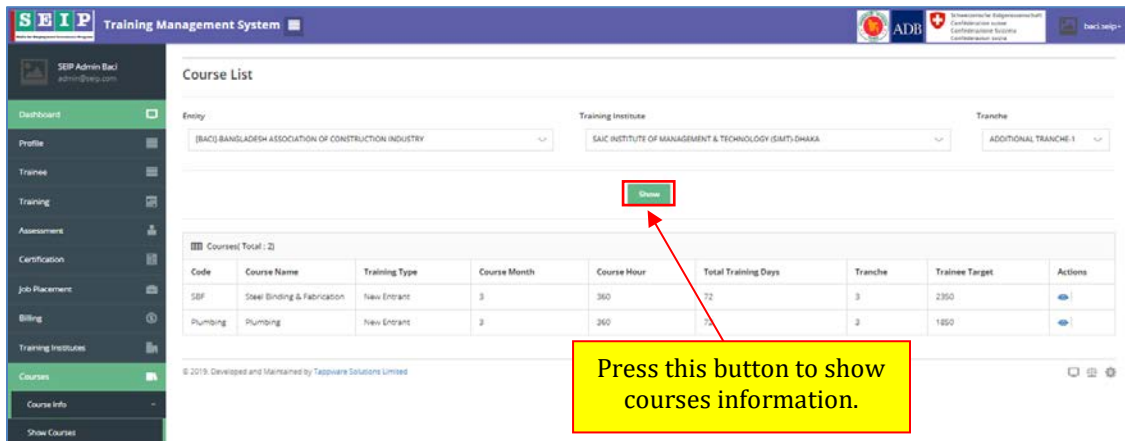 SEIP Training Management System
ADB
baci.seip
SEIP Admin Baci
admin@seip.com
Dashboard
Profile
Trainee
Training
Assessment
Certification
Job Placement
Billing
Training Institutes
Courses
Course Info
Show Courses
Course List
Entity Training Institute Tranche
(BACI)-BANGLADESH ASSOCIATION OF CONSTRUCTION INDUSTRY SAIC INSTITUTE OF MANAGEMENT & TECHNOLOGY (SIMT)-DHAKA ADDITIONAL TRANCHE-1
Show
Courses( Total : 2)
Code Course Name Training Type Course Month Course Hour Total Training Days Tranche Trainee Target Actions
SBF Steel Binding & Fabrication New Entrant 3 360 72 3 2350
Plumbing Plumbing New Entrant 3 360 72 3 1850
© 2019. Developed and Maintained by Tappware Solutions Limited
Press this button to show
courses information.